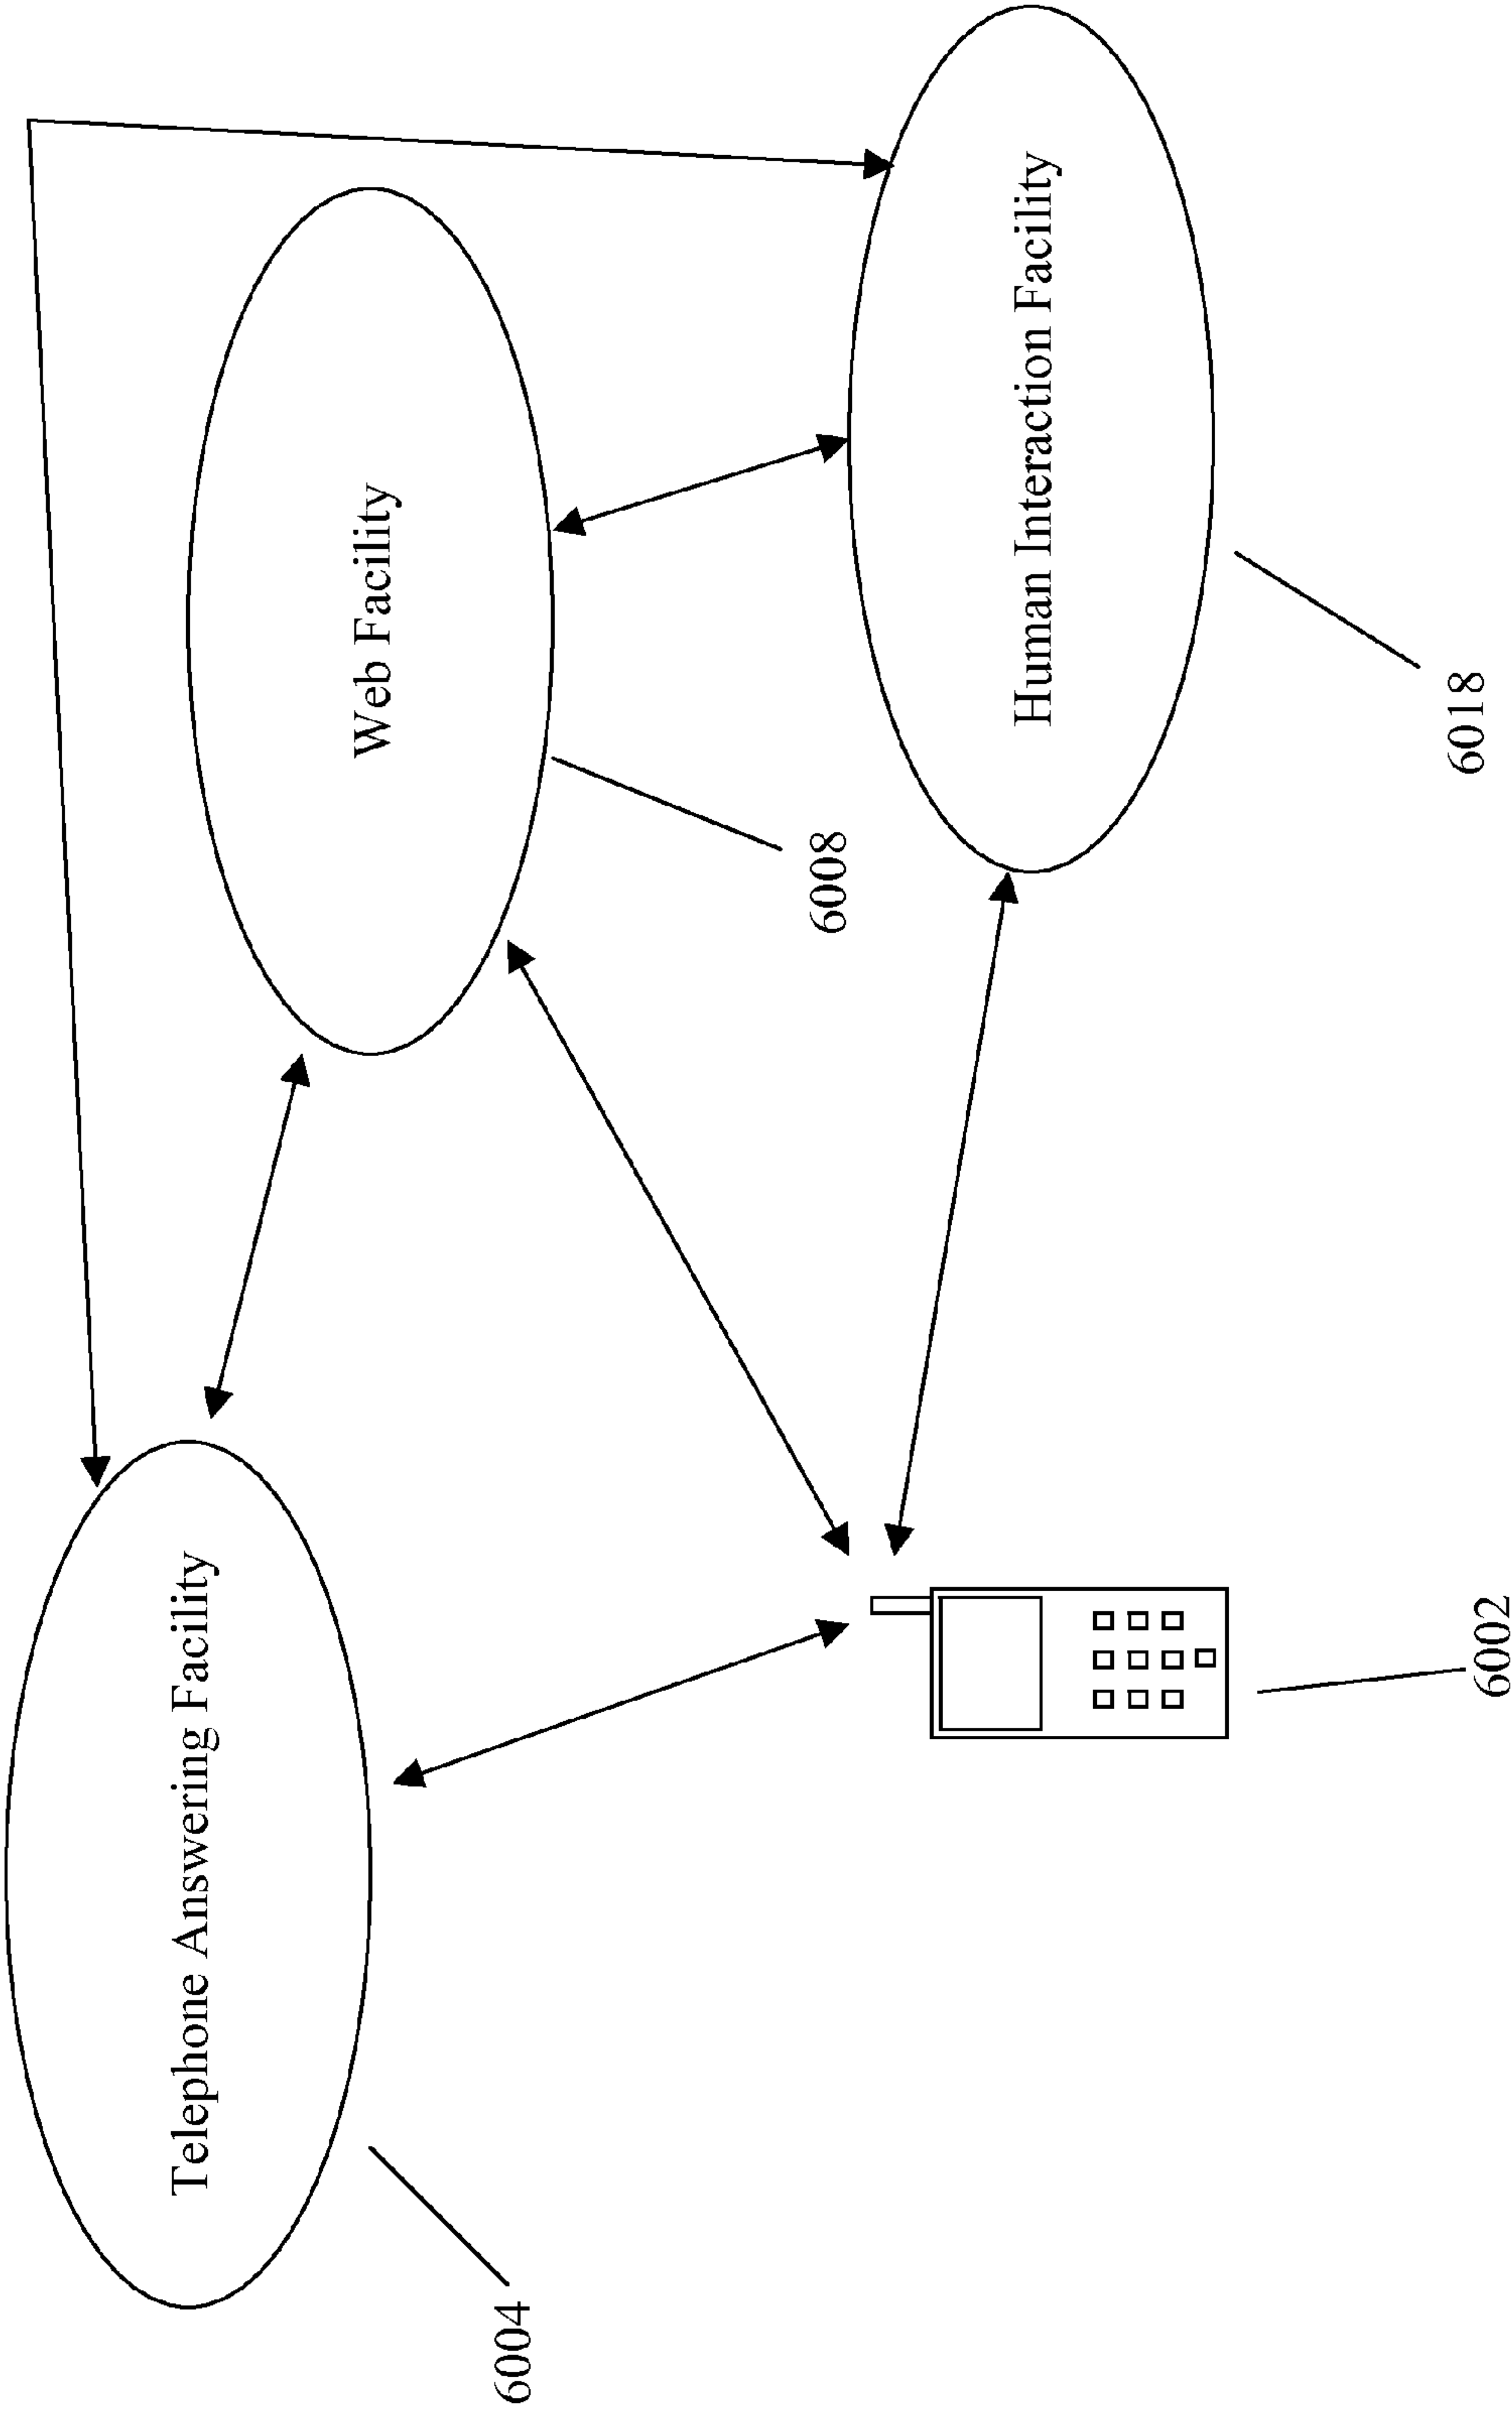 Telephone Answering Facility
6004
Web Facility
6008
Human Interaction Facility
6018
6002